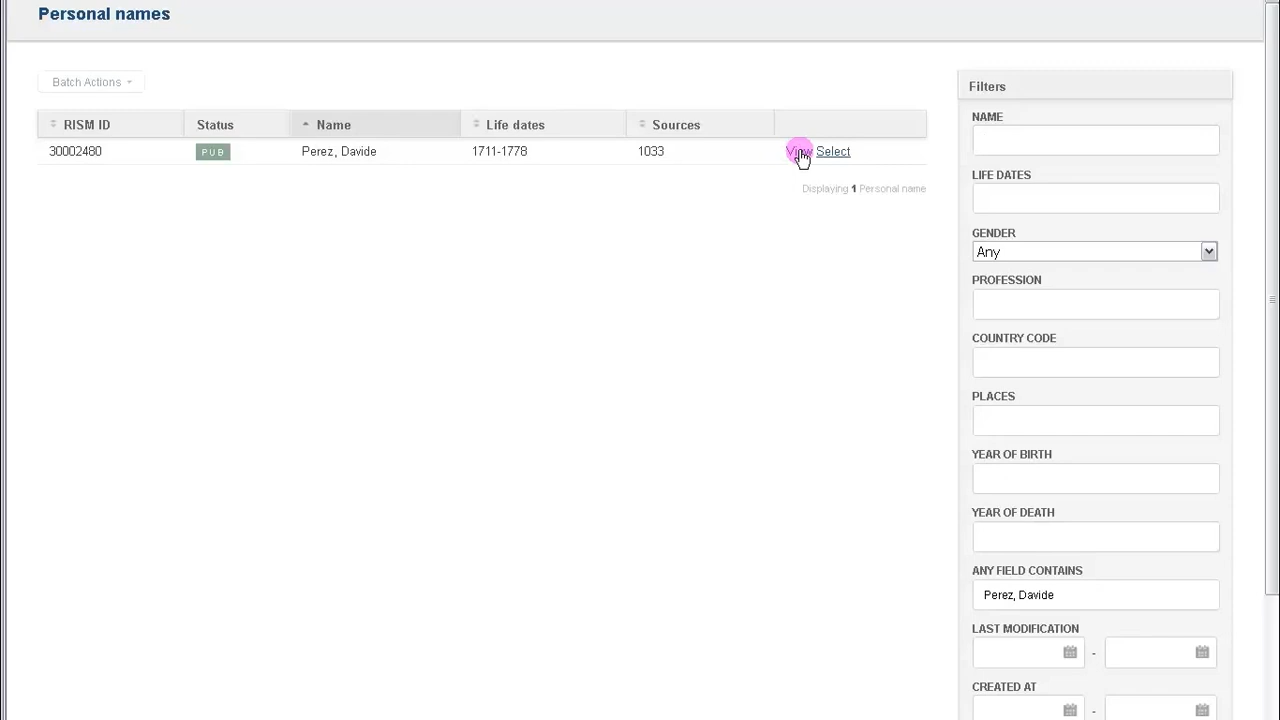 Personal names
Batch Actions
RISM ID Status Name Life dates Sources
30002480 PUB Perez, Davide 1711-1778 1033 View Select
Displaying 1 Personal name
Filters
NAME
LIFE DATES
GENDER
Any
PROFESSION
COUNTRY CODE
PLACES
YEAR OF BIRTH
YEAR OF DEATH
ANY FIELD CONTAINS
Perez, Davide
LAST MODIFICATION
-
CREATED AT
-